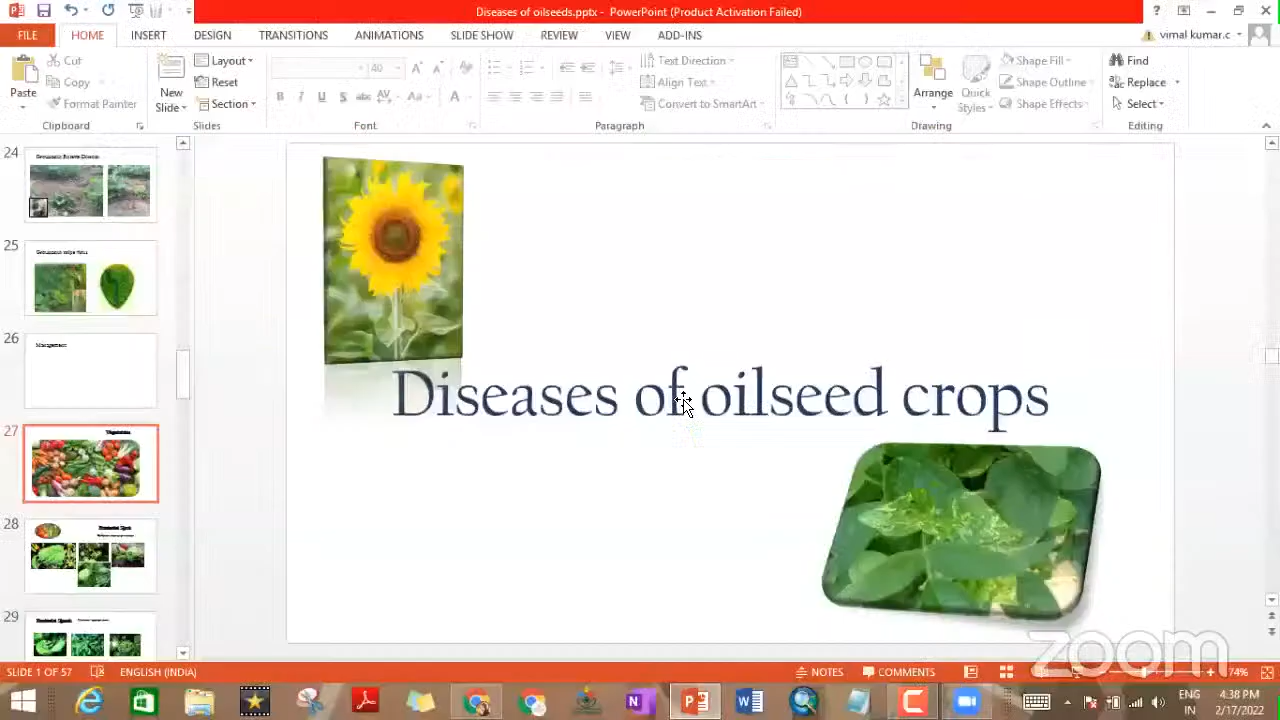 Diseases of oilseeds.pptx - PowerPoint (Product Activation Failed)
FILE HOME INSERT DESIGN TRANSITIONS ANIMATIONS SLIDE SHOW REVIEW VIEW ADD-INS vimal kumar.c
Cut
Copy
Format Painter
Paste
Clipboard
New Slide
Layout
Reset
Section
Slides
40
Font
Text Direction
Align Text
Convert to SmartArt
Paragraph
Arrange
Quick Styles
Shape Fill
Shape Outline
Shape Effects
Drawing
Find
Replace
Select
Editing
24
25
26
Management
27
28
29
Diseases of oilseed crops
zoom
SLIDE 1 OF 57 ENGLISH (INDIA) NOTES COMMENTS 74%
ENG 4:38 PM
IN 2/17/2022